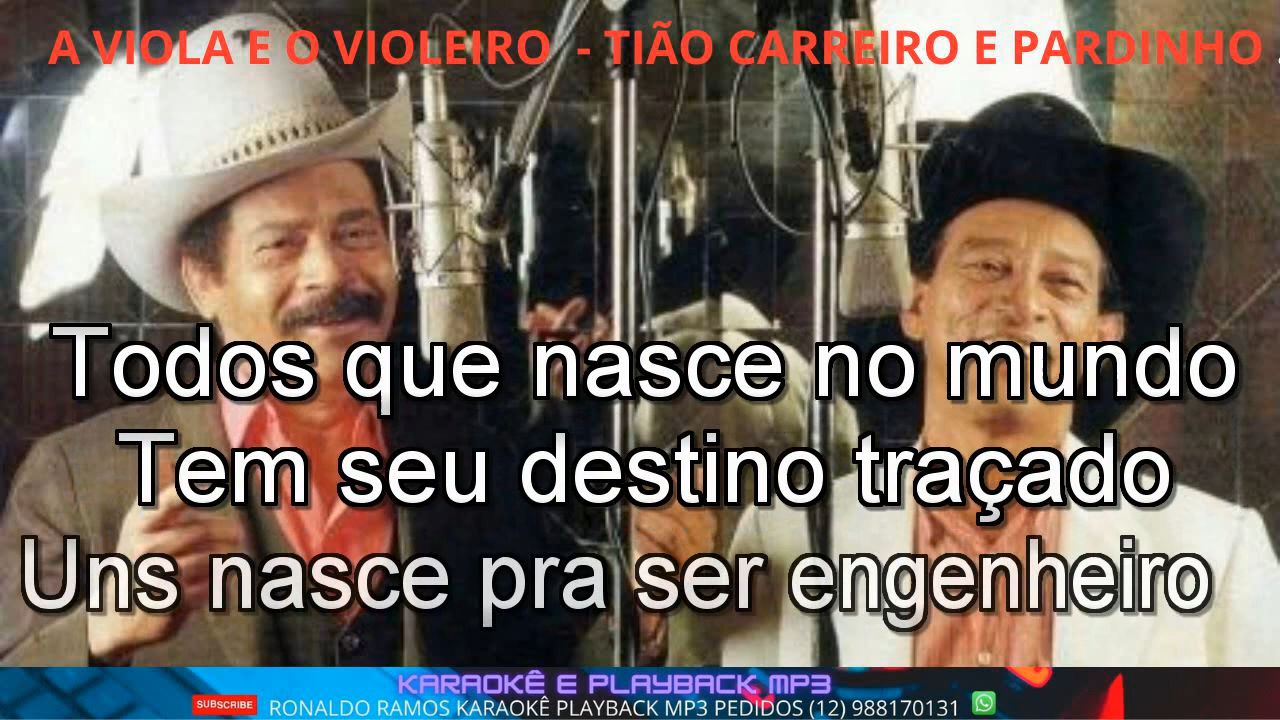 A VIOLA E O VIOLEIRO - TIÃO CARREIRO E PARDINHO
Todos que nasce no mundo
Tem seu destino traçado
Uns nasce pra ser engenheiro
KARAOKÊ E PLAYBACK MP3
SUBSCRIBE RONALDO RAMOS KARAOKÊ PLAYBACK MP3 PEDIDOS (12) 988170131